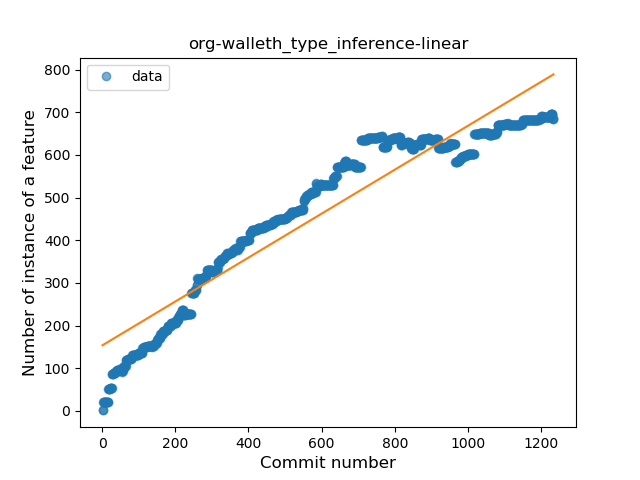 org-walleth_type_inference-linear
data
800
700
600
500
400
300
200
100
0
Number of instance of a feature
0 200 400 600 800 1000 1200
Commit number